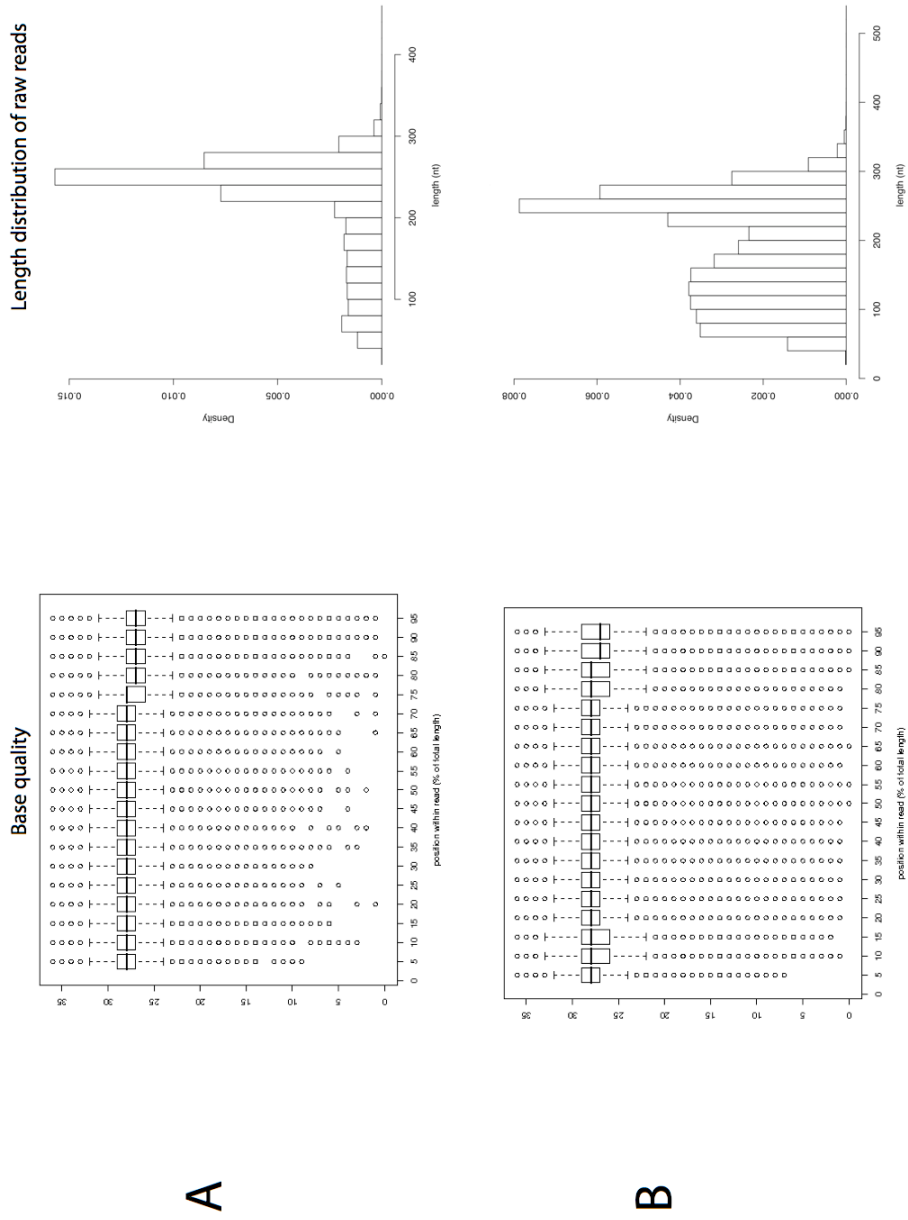 Base quality
Length distribution of raw reads
A
35
30
25
20
15
10
5
0
0 5 10 15 20 25 30 35 40 45 50 55 60 65 70 75 80 85 90 95
position within read (% of total length)
Density
0.015
0.010
0.005
0.000
100 200 300 400
length (nt)
B
35
30
25
20
15
10
5
0
0 5 10 15 20 25 30 35 40 45 50 55 60 65 70 75 80 85 90 95
position within read (% of total length)
Density
0.008
0.006
0.004
0.002
0.000
0 100 200 300 400 500
length (nt)